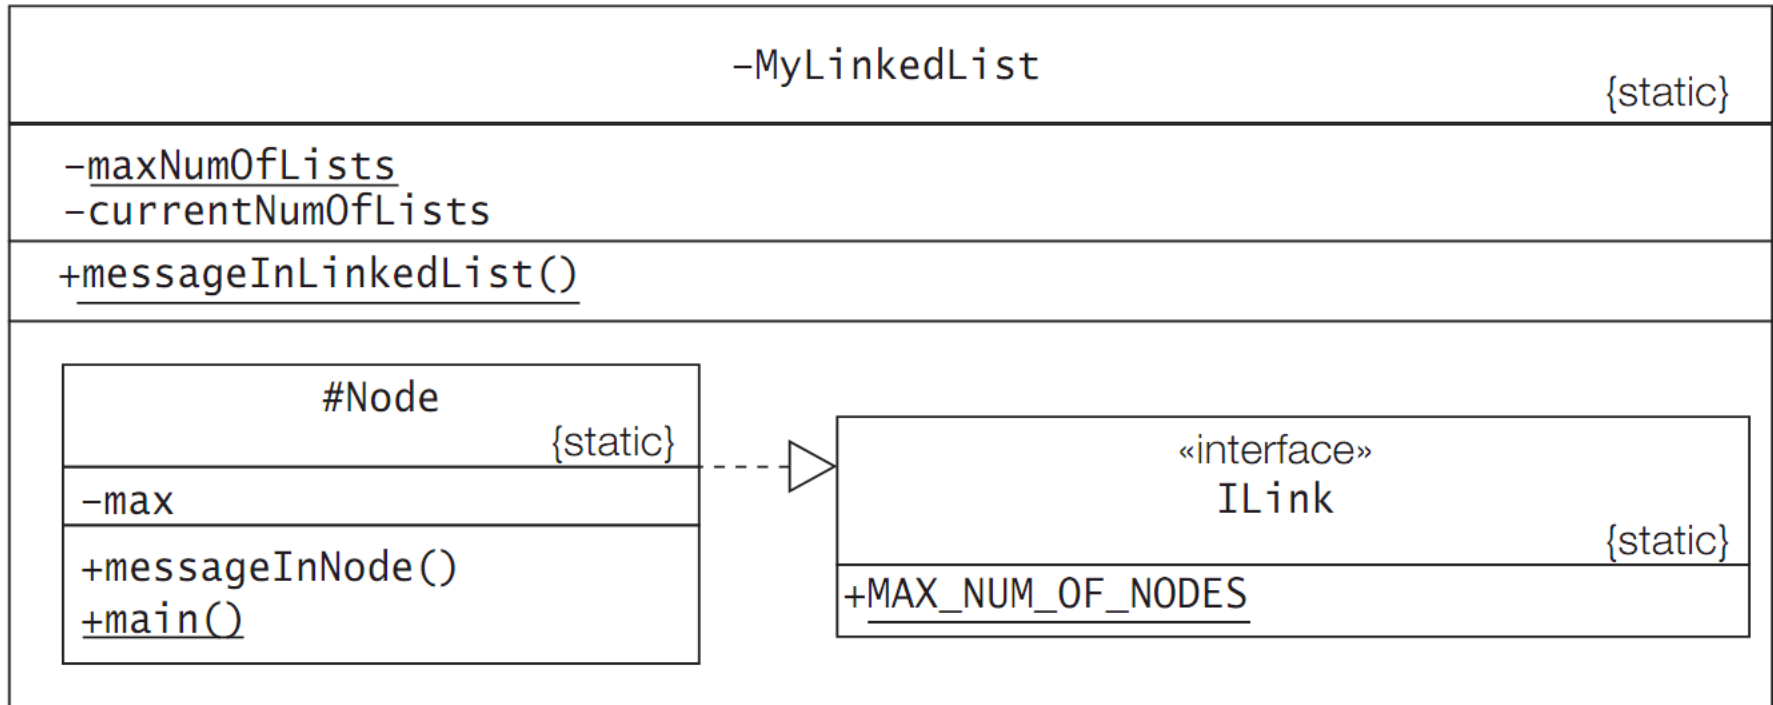 –MyLinkedList
{static}
–maxNumOfLists
–currentNumOfLists
+messageInLinkedList()
#Node
{static}
–max
+messageInNode()
+main()
«interface»
ILink
{static}
+MAX_NUM_OF_NODES